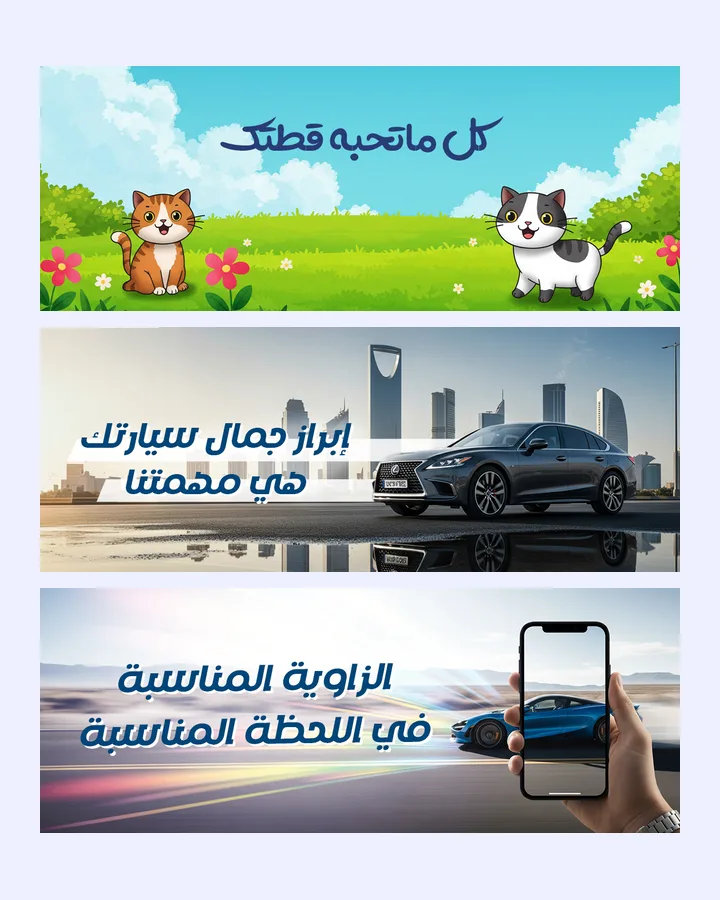 كل ماتحبه قطتك
إبراز جمال سيارتك
هي مهمتنا
الزاوية المناسبة
في اللحظة المناسبة